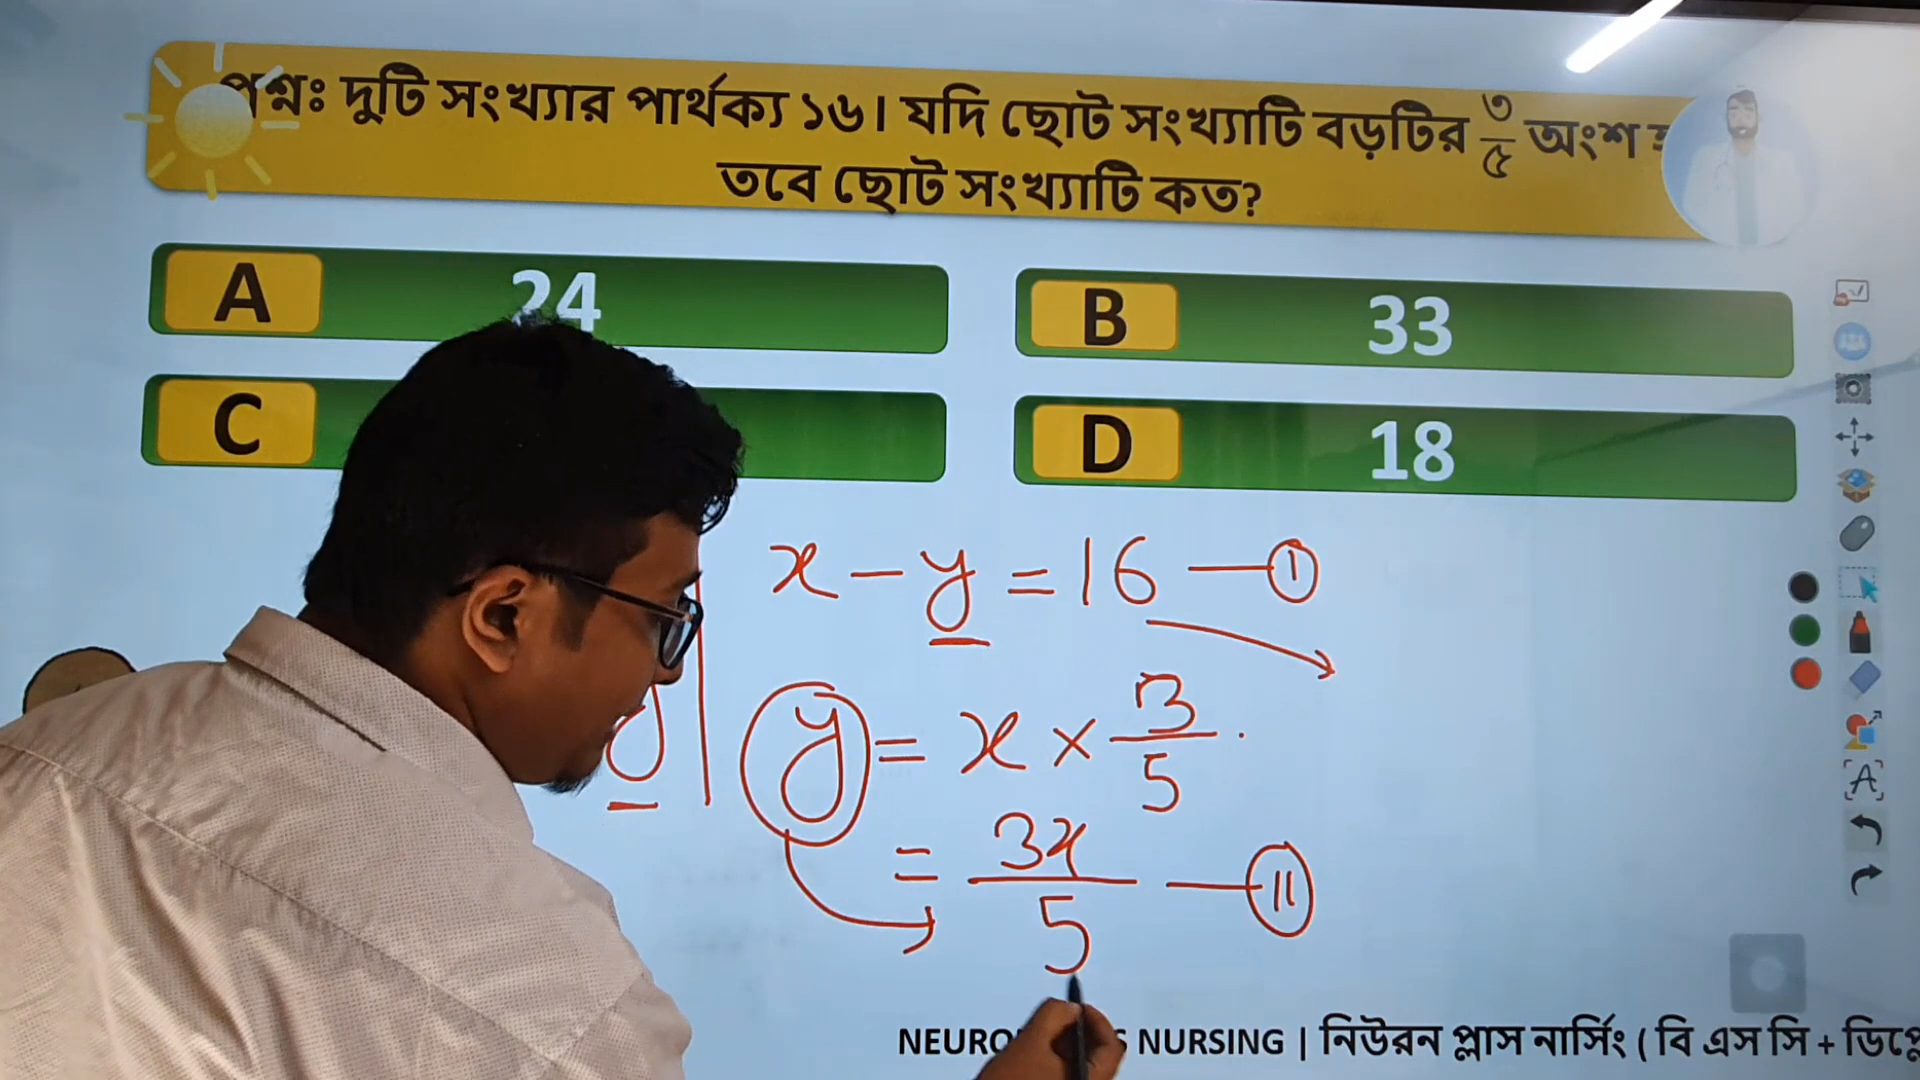 প্রশ্নঃ দুটি সংখ্যার পার্থক্য ১৬। যদি ছোট সংখ্যাটি বড়টির ৩/৫ অংশ
তবে ছোট সংখ্যাটি কত?
A 24
B 33
C
D 18
x - y = 16 — ①
y = x × 3/5
= 3x/5 — ⑪
NURSING | নিউরন প্লাস নার্সিং ( বি এস সি +